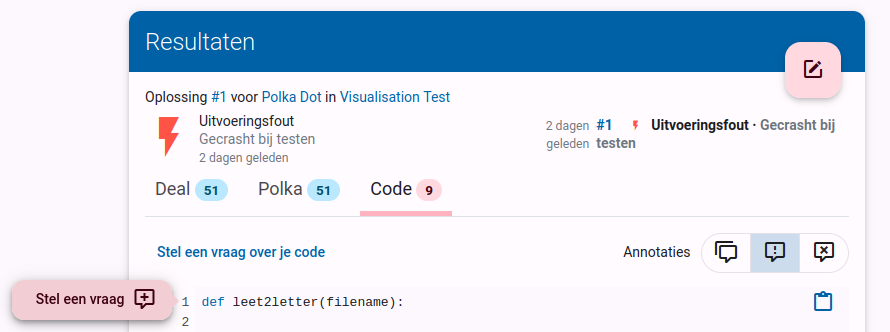 Resultaten
Oplossing #1 voor Polka Dot in Visualisation Test
Uitvoeringsfout
Gecrasht bij testen
2 dagen geleden
2 dagen geleden #1 Uitvoeringsfout · Gecrasht bij testen
Deal 51 Polka 51 Code 9
Stel een vraag over je code
Annotaties
Stel een vraag
1 def leet2letter(filename):
2